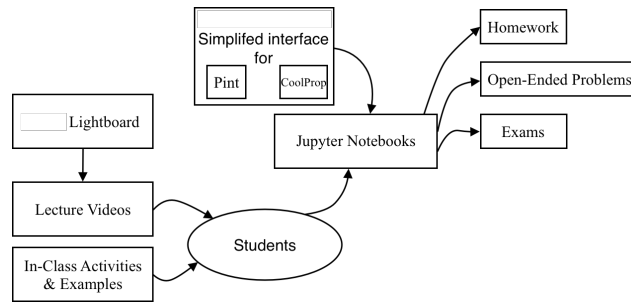 Simplifed interface
for
Pint
CoolProp
Homework
Open-Ended Problems
Exams
Jupyter Notebooks
Lightboard
Lecture Videos
Students
In-Class Activities
& Examples